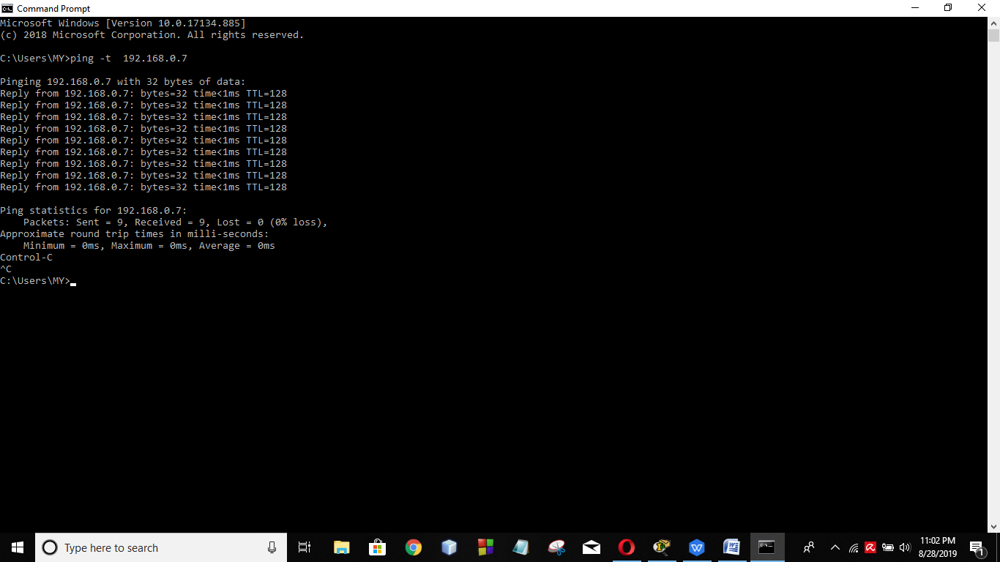 Command Prompt
Microsoft Windows [Version 10.0.17134.885]
(c) 2018 Microsoft Corporation. All rights reserved.
C:\Users\MY>ping -t  192.168.0.7
Pinging 192.168.0.7 with 32 bytes of data:
Reply from 192.168.0.7: bytes=32 time<1ms TTL=128
Reply from 192.168.0.7: bytes=32 time<1ms TTL=128
Reply from 192.168.0.7: bytes=32 time<1ms TTL=128
Reply from 192.168.0.7: bytes=32 time<1ms TTL=128
Reply from 192.168.0.7: bytes=32 time<1ms TTL=128
Reply from 192.168.0.7: bytes=32 time<1ms TTL=128
Reply from 192.168.0.7: bytes=32 time<1ms TTL=128
Reply from 192.168.0.7: bytes=32 time<1ms TTL=128
Reply from 192.168.0.7: bytes=32 time<1ms TTL=128
Ping statistics for 192.168.0.7:
    Packets: Sent = 9, Received = 9, Lost = 0 (0% loss),
Approximate round trip times in milli-seconds:
    Minimum = 0ms, Maximum = 0ms, Average = 0ms
Control-C
^C
C:\Users\MY>
Type here to search
11:02 PM
8/28/2019
1